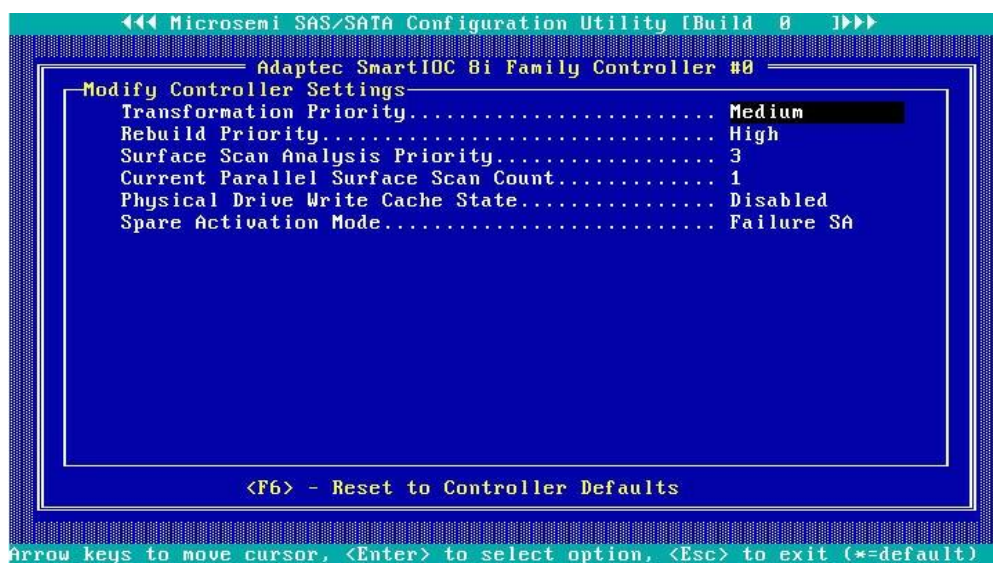 ◄◄◄ Microsemi SAS/SATA Configuration Utility [Build  0   ]►►►
Adaptec SmartIOC 8i Family Controller #0
Modify Controller Settings
Transformation Priority......................... Medium
Rebuild Priority................................ High
Surface Scan Analysis Priority.................. 3
Current Parallel Surface Scan Count............. 1
Physical Drive Write Cache State................ Disabled
Spare Activation Mode........................... Failure SA
<F6> - Reset to Controller Defaults
Arrow keys to move cursor, <Enter> to select option, <Esc> to exit (*=default)